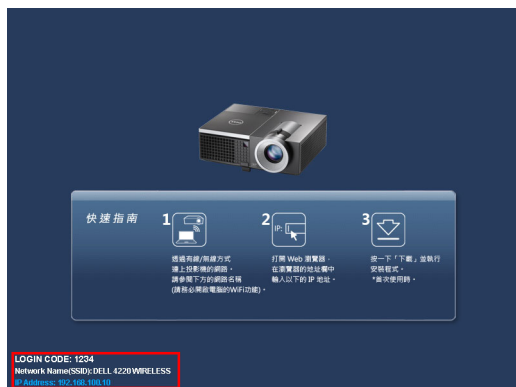 快速指南
1
IP:
2
3
透過有線/無線方式
連上投影機的網路。
請參閱下方的網路名稱
(請務必開啟電腦的WiFi功能)。
打開 Web 瀏覽器,
在瀏覽器的地址欄中
輸入以下的 IP 地址。
按一下「下載」並執行
安裝程式。
*首次使用時。
LOGIN CODE: 1234
Network Name(SSID): DELL 4220 WIRELESS
IP Address: 192.168.100.10